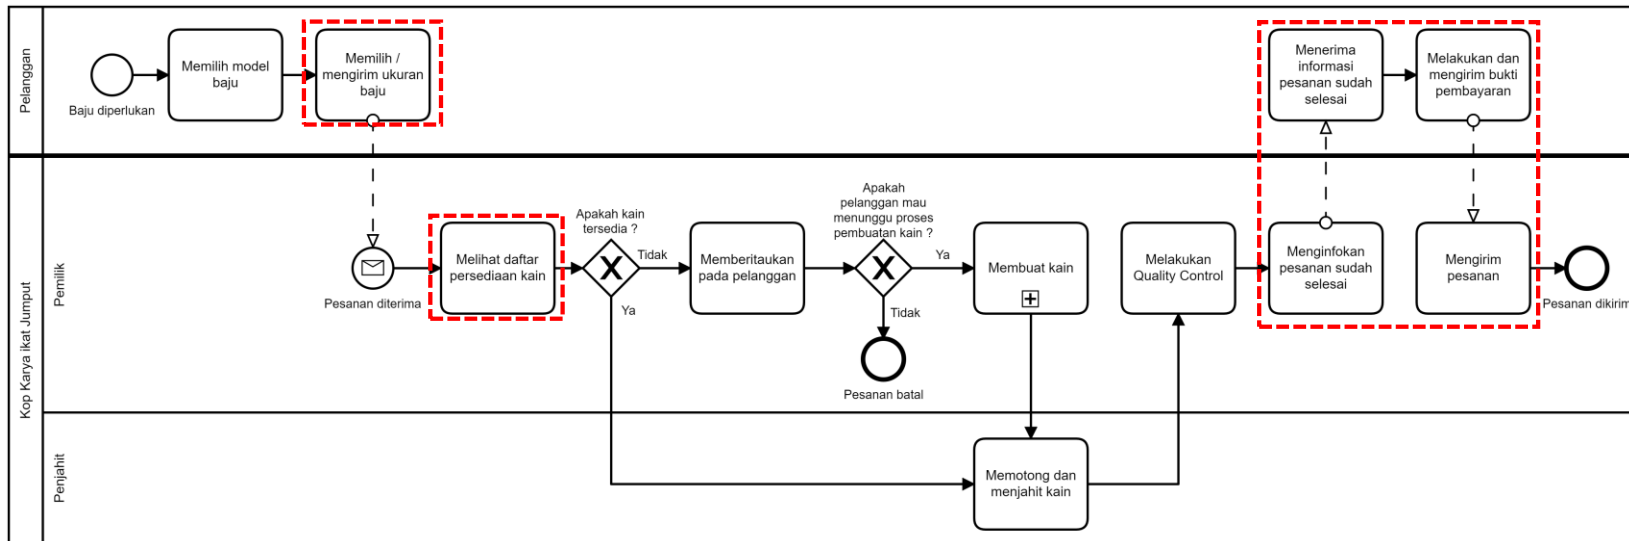 Pelanggan
Baju diperlukan
Memilih model
baju
Memilih /
mengirim ukuran
baju
Menerima
informasi
pesanan sudah
selesai
Melakukan dan
mengirim bukti
pembayaran
Kop Karya ikat Jumput
Pemilik
Pesanan diterima
Melihat daftar
persediaan kain
Apakah kain
tersedia ?
Tidak
Ya
Memberitaukan
pada pelanggan
Apakah
pelanggan mau
menunggu proses
pembuatan kain ?
Ya
Tidak
Pesanan batal
Membuat kain
Melakukan
Quality Control
Menginfokan
pesanan sudah
selesai
Mengirim
pesanan
Pesanan dikirim
Penjahit
Memotong dan
menjahit kain